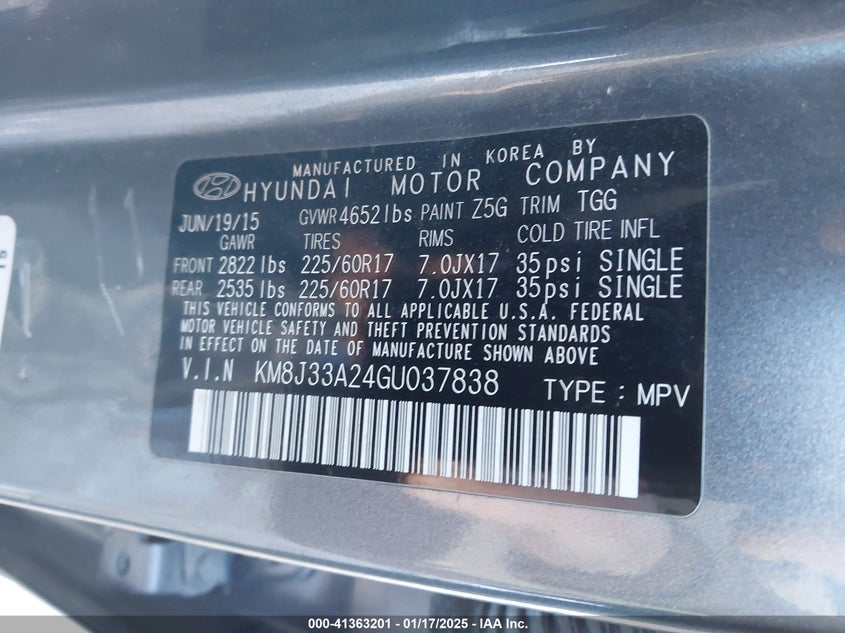 MANUFACTURED IN KOREA BY
HYUNDAI MOTOR COMPANY
JUN/19/15 GVWR4652lbs PAINT Z5G TRIM TGG
GAWR TIRES RIMS COLD TIRE INFL
FRONT 2822 lbs 225/60R17 7.0JX17 35psi SINGLE
REAR 2535 lbs 225/60R17 7.0JX17 35psi SINGLE
THIS VEHICLE CONFORMS TO ALL APPLICABLE U.S.A. FEDERAL
MOTOR VEHICLE SAFETY AND THEFT PREVENTION STANDARDS
IN EFFECT ON THE DATE OF MANUFACTURE SHOWN ABOVE
V.I.N KM8J33A24GU037838 TYPE : MPV
000-41363201 - 01/17/2025 - IAA Inc.